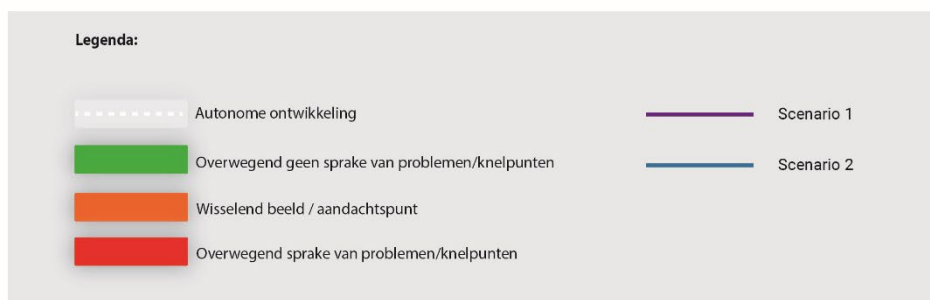 Legenda:
Autonome ontwikkeling
Scenario 1
Overwegend geen sprake van problemen/knelpunten
Scenario 2
Wisselend beeld / aandachtspunt
Overwegend sprake van problemen/knelpunten